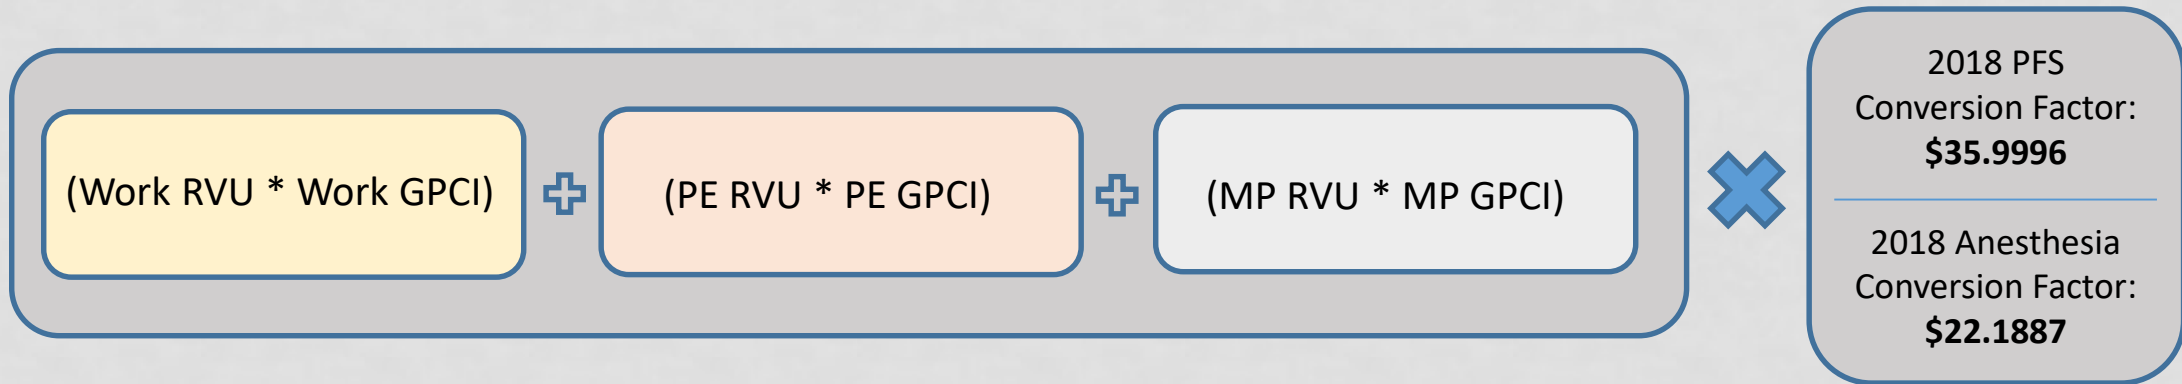 (Work RVU * Work GPCI)
(PE RVU * PE GPCI)
(MP RVU * MP GPCI)
2018 PFS
Conversion Factor:
$35.9996
2018 Anesthesia
Conversion Factor:
$22.1887